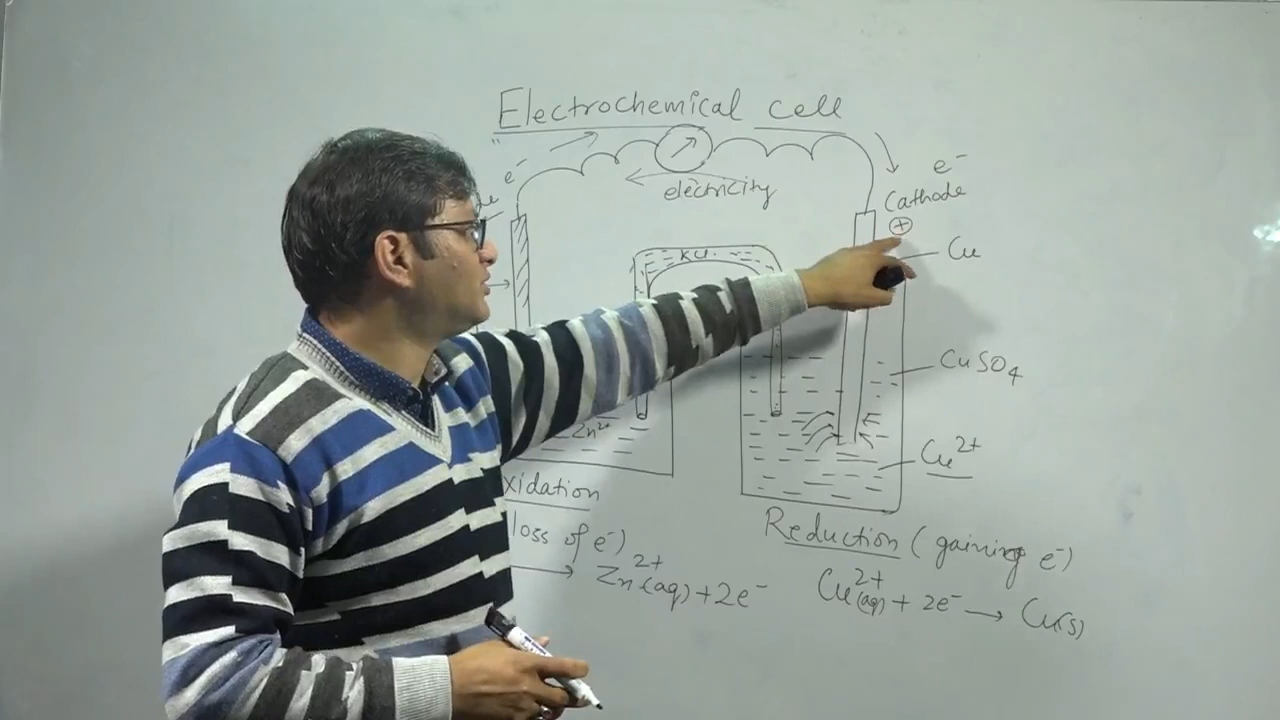 Electrochemical cell
e⁻
e⁻
electricity
Cathode
+
KCl
Cu
CuSO₄
Zn²⁺
Cu²⁺
xidation
loss of e⁻)
Reduction (gaining e⁻)
→ Zn²⁺(aq) + 2e⁻
Cu²⁺(aq) + 2e⁻ → Cu(s)